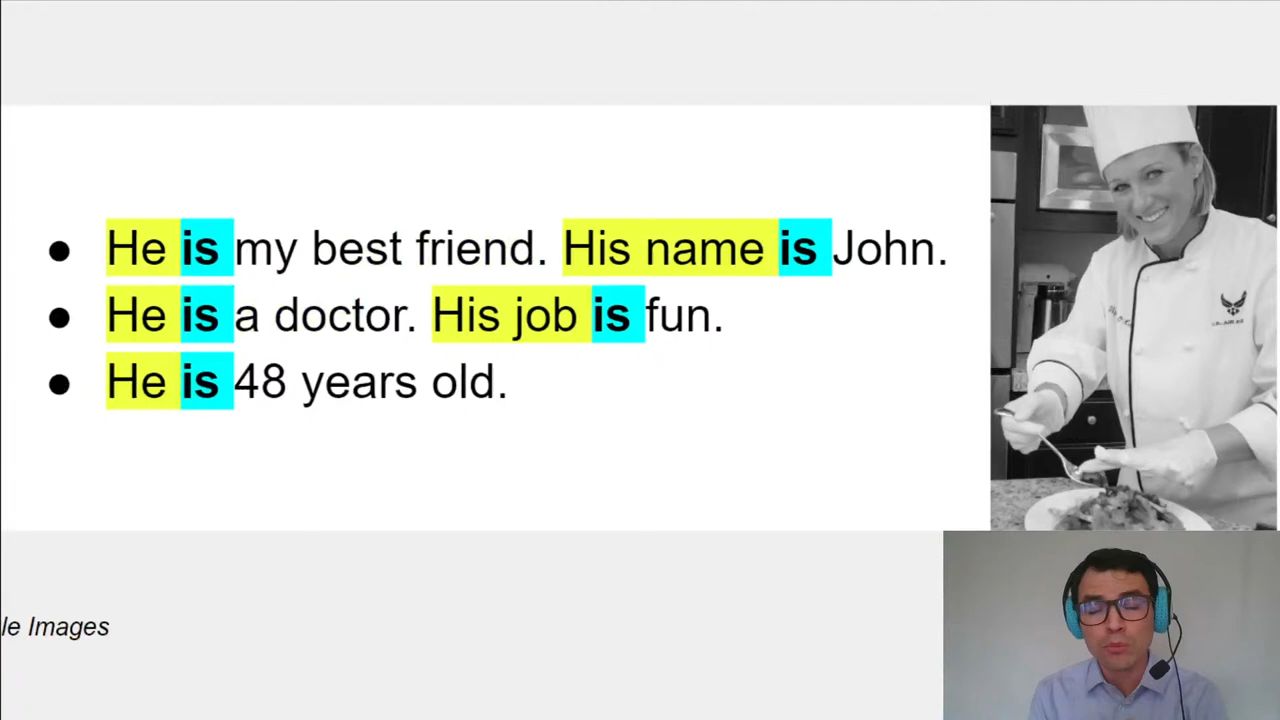 He is my best friend. His name is John.
He is a doctor. His job is fun.
He is 48 years old.
le Images